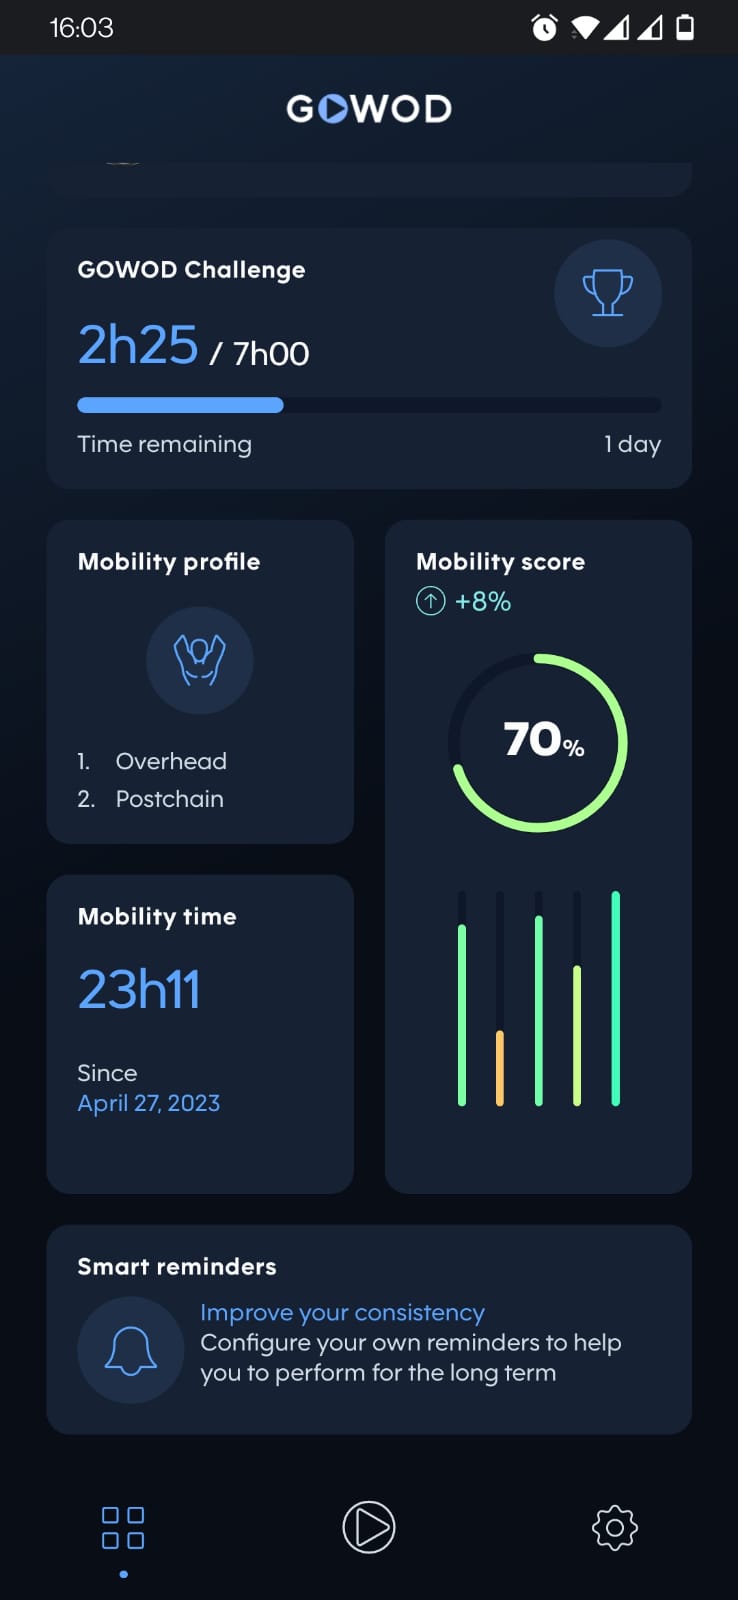 16:03
GOWOD
GOWOD Challenge
2h25 / 7h00
Time remaining 1 day
Mobility profile
1. Overhead
2. Postchain
Mobility score
+8%
70%
Mobility time
23h11
Since
April 27, 2023
Smart reminders
Improve your consistency
Configure your own reminders to help
you to perform for the long term